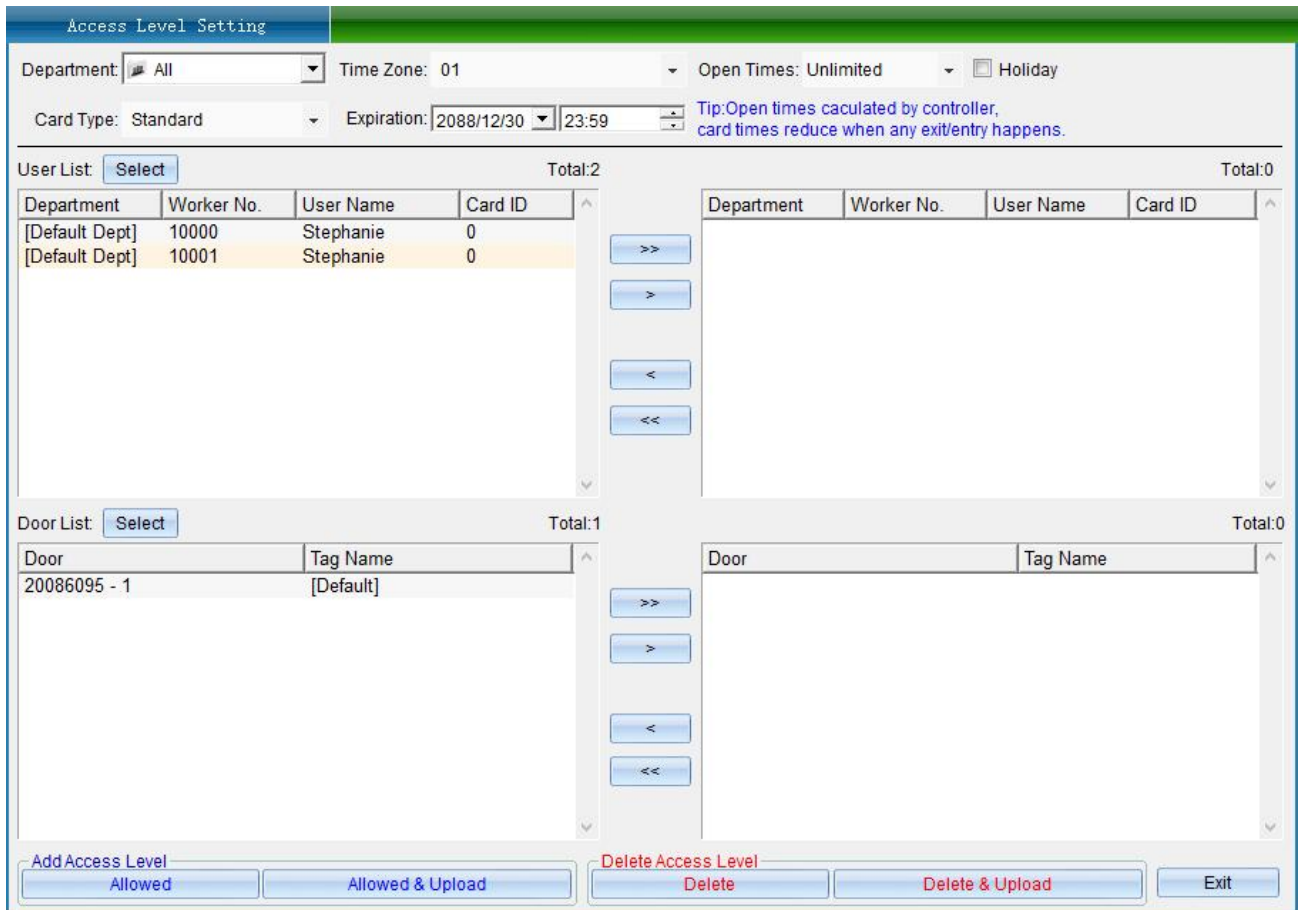 Access Level Setting
Department: All Time Zone: 01 Open Times: Unlimited Holiday
Card Type: Standard Expiration: 2088/12/30 23:59 Tip:Open times caculated by controller,
card times reduce when any exit/entry happens.
User List: Select Total:2 Total:0
Department Worker No. User Name Card ID Department Worker No. User Name Card ID
[Default Dept] 10000 Stephanie 0
[Default Dept] 10001 Stephanie 0
>>
>
<
<<
Door List: Select Total:1 Total:0
Door Tag Name Door Tag Name
20086095 - 1 [Default]
>>
>
<
<<
Add Access Level Delete Access Level
Allowed Allowed & Upload Delete Delete & Upload Exit